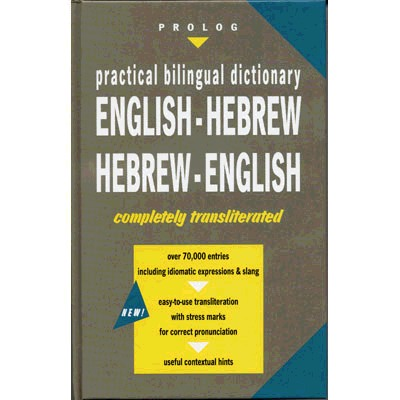 PROLOG
practical bilingual dictionary
ENGLISH-HEBREW
HEBREW-ENGLISH
completely transliterated
over 70,000 entries
including idiomatic expressions & slang
NEW!
easy-to-use transliteration
with stress marks
for correct pronunciation
useful contextual hints